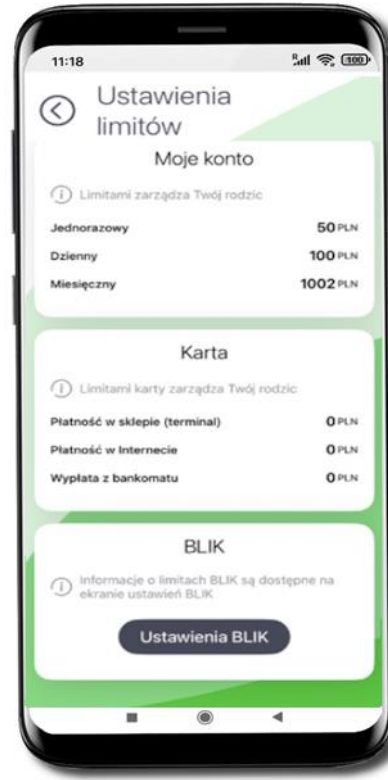 11:18
100
Ustawienia
limitów
Moje konto
Limitami zarządza Twój rodzic
Jednorazowy 50 PLN
Dzienny 100 PLN
Miesięczny 1002 PLN
Karta
Limitami karty zarządza Twój rodzic
Płatność w sklepie (terminal) 0 PLN
Płatność w Internecie 0 PLN
Wypłata z bankomatu 0 PLN
BLIK
Informacje o limitach BLIK są dostępne na
ekranie ustawień BLIK
Ustawienia BLIK